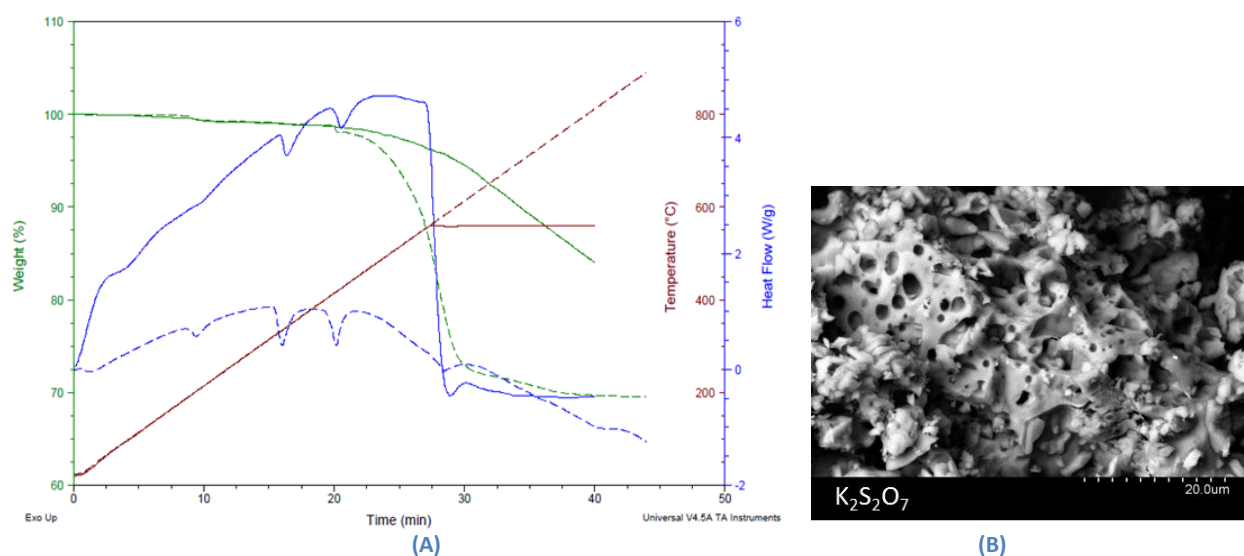 110
100
90
80
70
60
Weight (%)
0
10
20
30
40
50
Time (min)
Exo Up
Universal V4.5A TA Instruments
800
600
400
200
Temperature (°C)
6
4
2
0
-2
Heat Flow (W/g)
(A)
K₂S₂O₇
20.0um
(B)